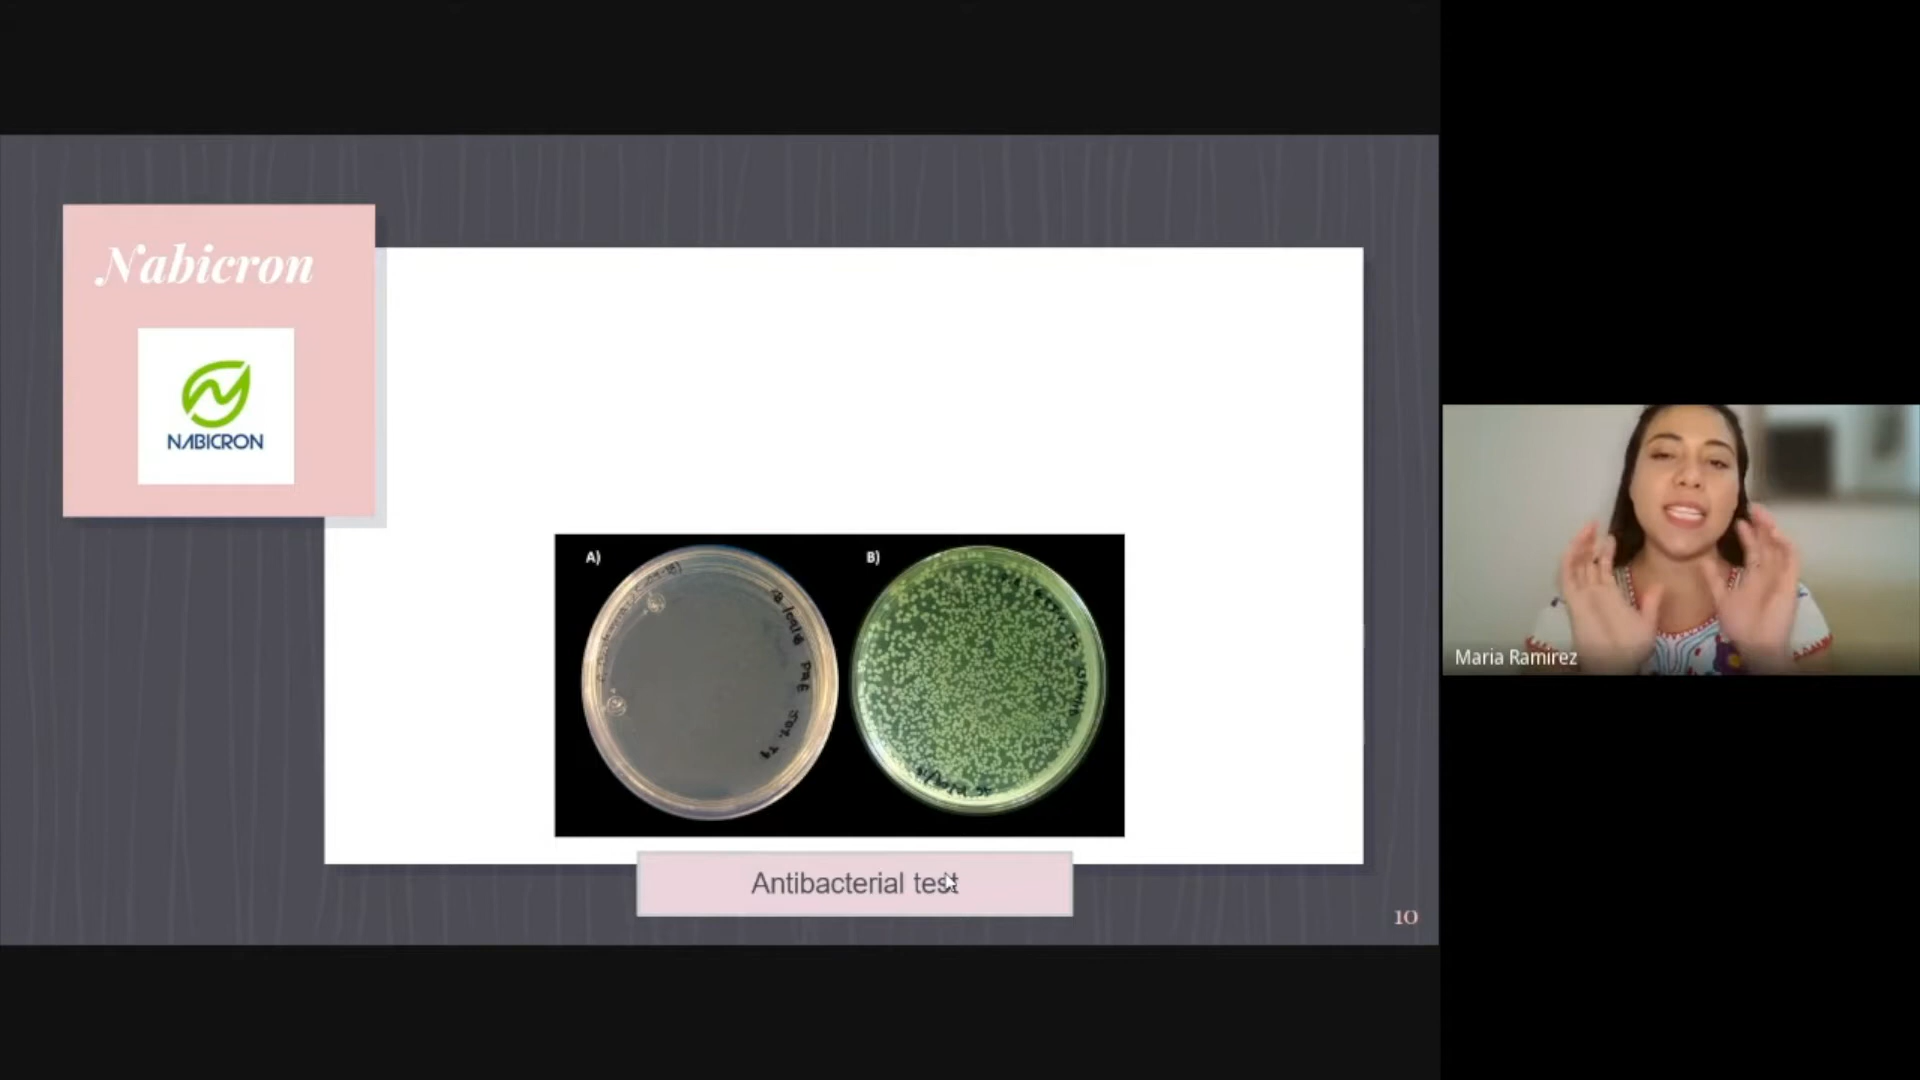 Nabicron
NABICRON
A)
B)
Antibacterial test
10
Maria Ramirez